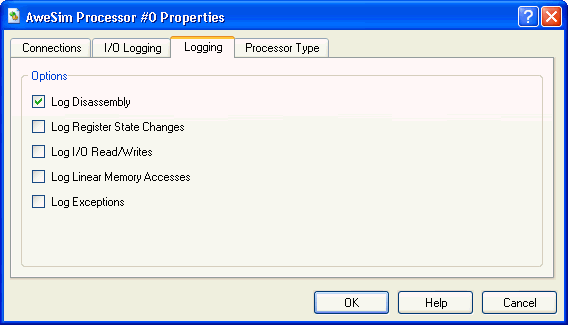 AweSim Processor #0 Properties
Connections
I/O Logging
Logging
Processor Type
Options
Log Disassembly
Log Register State Changes
Log I/O Read/Writes
Log Linear Memory Accesses
Log Exceptions
OK
Help
Cancel